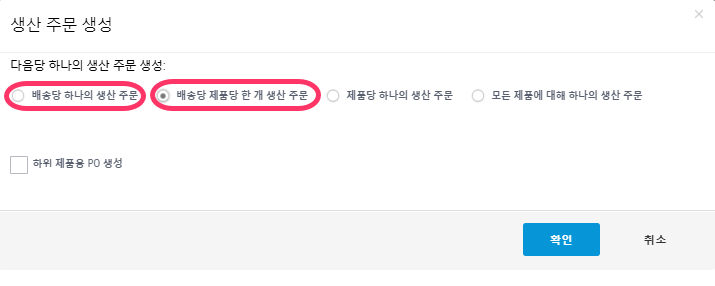 생산 주문 생성
×
다음당 하나의 생산 주문 생성:
배송당 하나의 생산 주문 배송당 제품당 한 개 생산 주문 제품당 하나의 생산 주문 모든 제품에 대해 하나의 생산 주문
하위 제품용 PO 생성
확인 취소